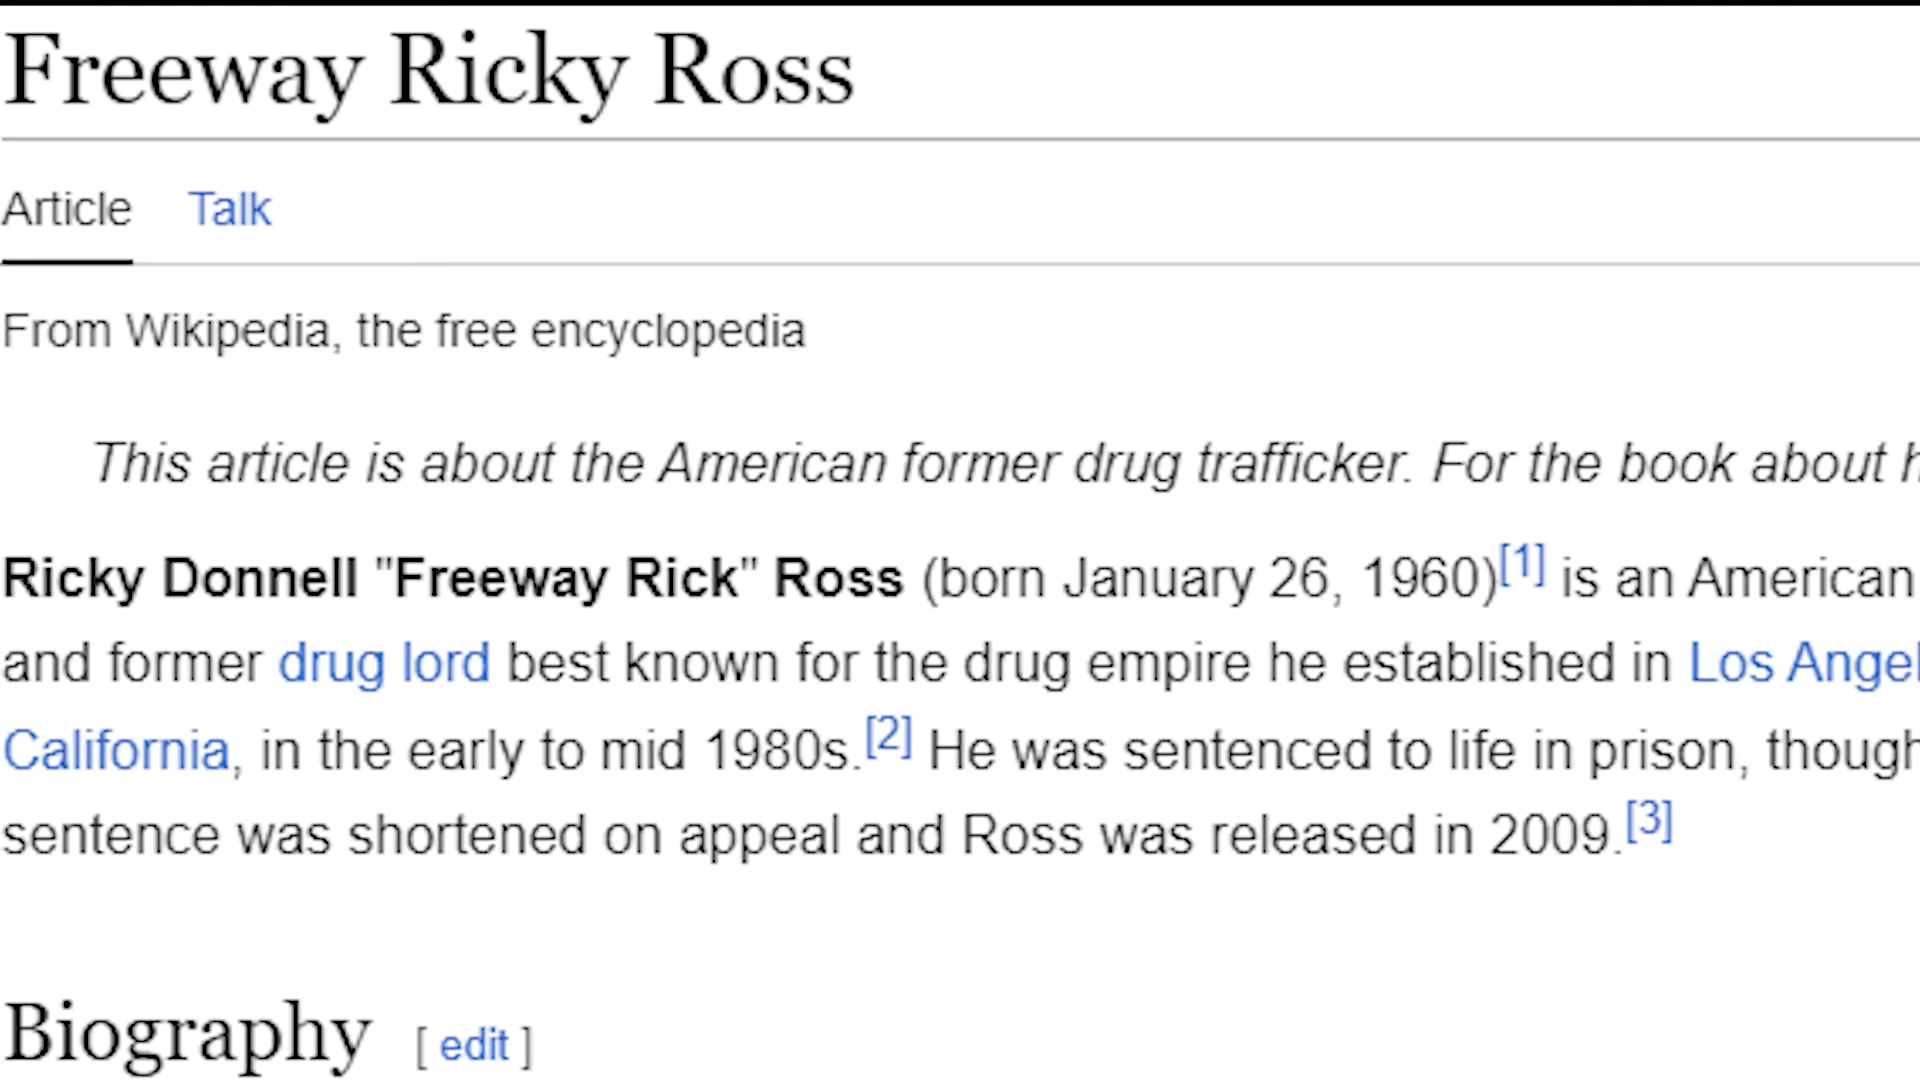 Freeway Ricky Ross
Article Talk
From Wikipedia, the free encyclopedia
This article is about the American former drug trafficker. For the book about
Ricky Donnell "Freeway Rick" Ross (born January 26, 1960)[1] is an American
and former drug lord best known for the drug empire he established in Los Angel
California, in the early to mid 1980s.[2] He was sentenced to life in prison, though
sentence was shortened on appeal and Ross was released in 2009.[3]
Biography [ edit ]